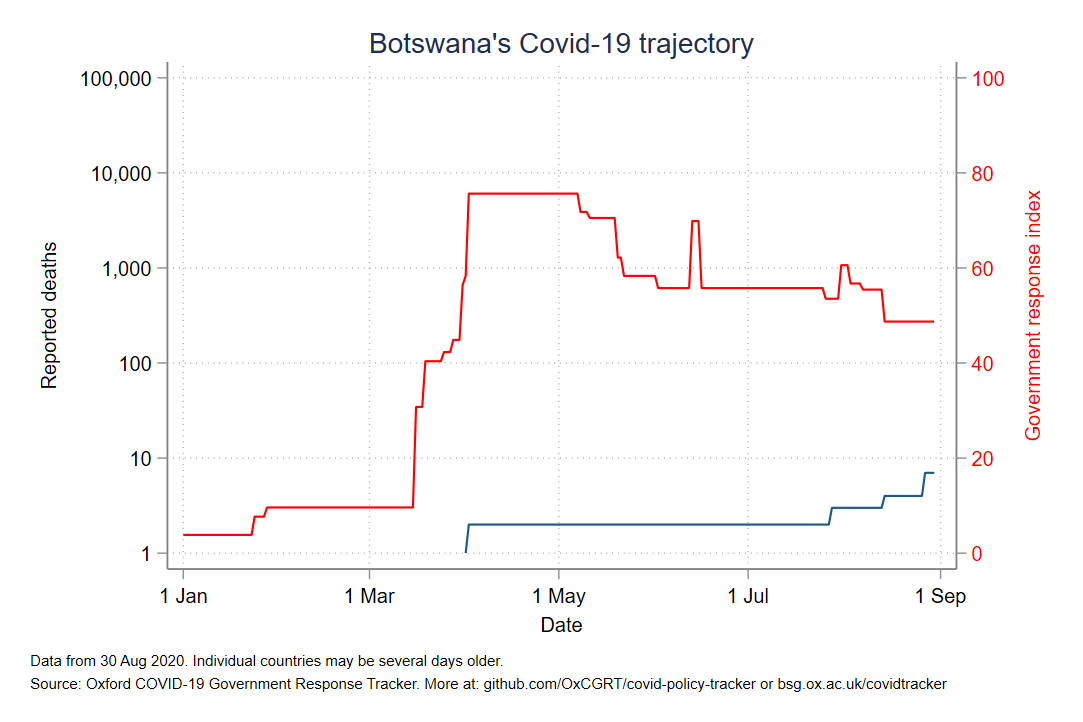 Botswana's Covid-19 trajectory
100,000
10,000
1,000
100
10
1
Reported deaths
100
80
60
40
20
0
Government response index
1 Jan
1 Mar
1 May
1 Jul
1 Sep
Date
Data from 30 Aug 2020. Individual countries may be several days older.
Source: Oxford COVID-19 Government Response Tracker. More at: github.com/OxCGRT/covid-policy-tracker or bsg.ox.ac.uk/covidtracker